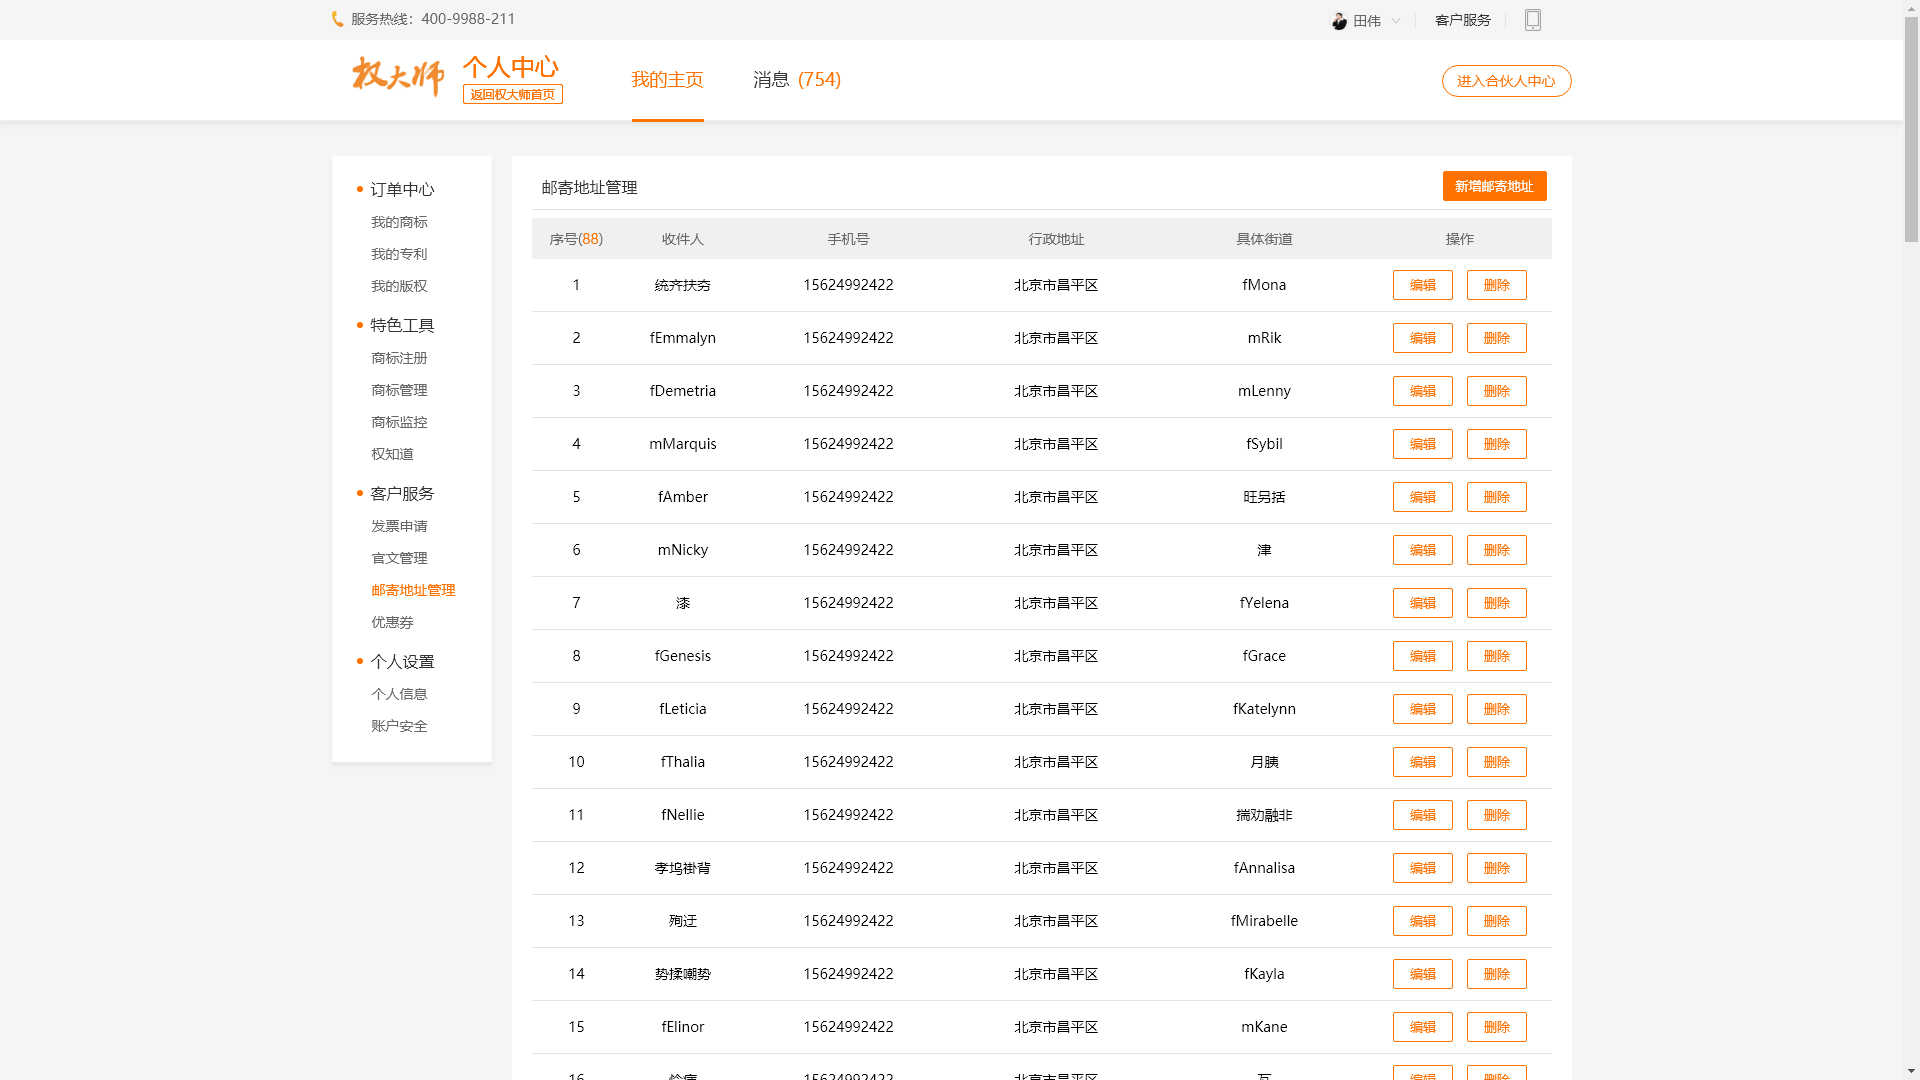 服务热线：400-9988-211
田伟
客户服务
权大师
个人中心
返回权大师首页
我的主页
消息 (754)
进入合伙人中心
订单中心
我的商标
我的专利
我的版权
特色工具
商标注册
商标管理
商标监控
权知道
客户服务
发票申请
官文管理
邮寄地址管理
优惠券
个人设置
个人信息
账户安全
邮寄地址管理
新增邮寄地址
序号(88) 收件人 手机号 行政地址 具体街道 操作
1 统齐扶夯 15624992422 北京市昌平区 fMona 编辑 删除
2 fEmmalyn 15624992422 北京市昌平区 mRik 编辑 删除
3 fDemetria 15624992422 北京市昌平区 mLenny 编辑 删除
4 mMarquis 15624992422 北京市昌平区 fSybil 编辑 删除
5 fAmber 15624992422 北京市昌平区 旺另括 编辑 删除
6 mNicky 15624992422 北京市昌平区 津 编辑 删除
7 漆 15624992422 北京市昌平区 fYelena 编辑 删除
8 fGenesis 15624992422 北京市昌平区 fGrace 编辑 删除
9 fLeticia 15624992422 北京市昌平区 fKatelynn 编辑 删除
10 fThalia 15624992422 北京市昌平区 月胰 编辑 删除
11 fNellie 15624992422 北京市昌平区 揣劝融非 编辑 删除
12 孝坞褂背 15624992422 北京市昌平区 fAnnalisa 编辑 删除
13 殉迂 15624992422 北京市昌平区 fMirabelle 编辑 删除
14 势揉嘲势 15624992422 北京市昌平区 fKayla 编辑 删除
15 fElinor 15624992422 北京市昌平区 mKane 编辑 删除
16 15624992422 北京市昌平区 编辑 删除